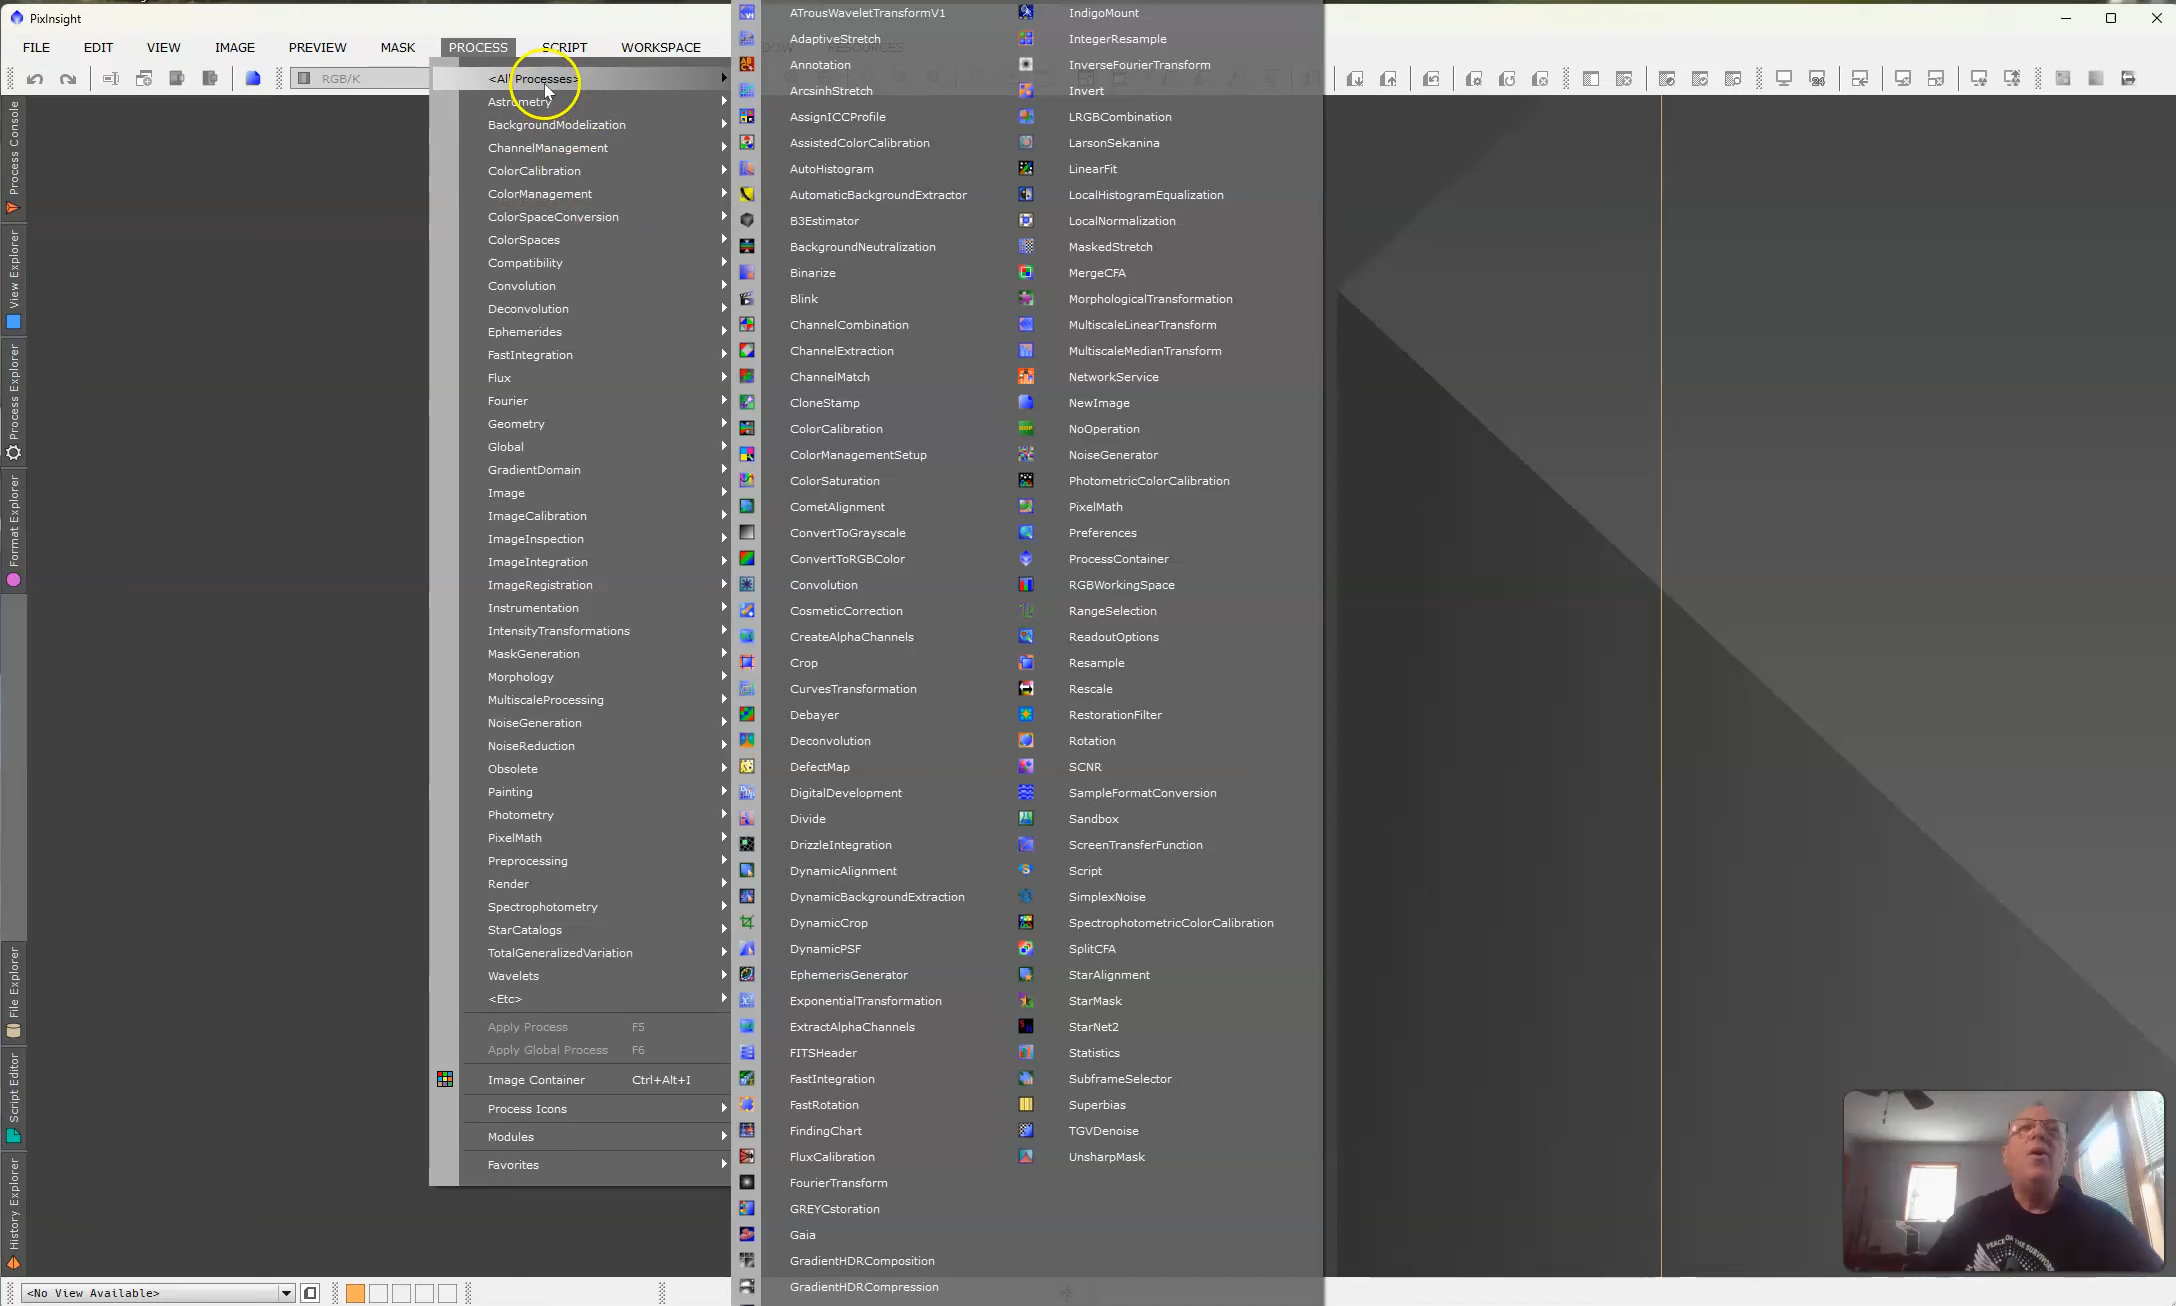 PixInsight
FILE
EDIT
VIEW
IMAGE
PREVIEW
MASK
PROCESS
SCRIPT
WORKSPACE
RESOURCES
RGB/K
Process Console
View Explorer
Process Explorer
Format Explorer
File Explorer
Script Editor
History Explorer
<All Processes>
Astrometry
BackgroundModelization
ChannelManagement
ColorCalibration
ColorManagement
ColorSpaceConversion
ColorSpaces
Compatibility
Convolution
Deconvolution
Ephemerides
FastIntegration
Flux
Fourier
Geometry
Global
GradientDomain
Image
ImageCalibration
ImageInspection
ImageIntegration
ImageRegistration
Instrumentation
IntensityTransformations
MaskGeneration
Morphology
MultiscaleProcessing
NoiseGeneration
NoiseReduction
Obsolete
Painting
Photometry
PixelMath
Preprocessing
Render
Spectrophotometry
StarCatalogs
TotalGeneralizedVariation
Wavelets
<Etc>
Apply Process F5
Apply Global Process F6
Image Container Ctrl+Alt+I
Process Icons
Modules
Favorites
ATrousWaveletTransformV1
AdaptiveStretch
Annotation
ArcsinhStretch
AssignICCProfile
AssistedColorCalibration
AutoHistogram
AutomaticBackgroundExtractor
B3Estimator
BackgroundNeutralization
Binarize
Blink
ChannelCombination
ChannelExtraction
ChannelMatch
CloneStamp
ColorCalibration
ColorManagementSetup
ColorSaturation
CometAlignment
ConvertToGrayscale
ConvertToRGBColor
Convolution
CosmeticCorrection
CreateAlphaChannels
Crop
CurvesTransformation
Debayer
Deconvolution
DefectMap
DigitalDevelopment
Divide
DrizzleIntegration
DynamicAlignment
DynamicBackgroundExtraction
DynamicCrop
DynamicPSF
EphemerisGenerator
ExponentialTransformation
ExtractAlphaChannels
FITSHeader
FastIntegration
FastRotation
FindingChart
FluxCalibration
FourierTransform
GREYCstoration
Gaia
GradientHDRComposition
GradientHDRCompression
IndigoMount
IntegerResample
InverseFourierTransform
Invert
LRGBCombination
LarsonSekanina
LinearFit
LocalHistogramEqualization
LocalNormalization
MaskedStretch
MergeCFA
MorphologicalTransformation
MultiscaleLinearTransform
MultiscaleMedianTransform
NetworkService
NewImage
NoOperation
NoiseGenerator
PhotometricColorCalibration
PixelMath
Preferences
ProcessContainer
RGBWorkingSpace
RangeSelection
ReadoutOptions
Resample
Rescale
RestorationFilter
Rotation
SCNR
SampleFormatConversion
Sandbox
ScreenTransferFunction
Script
SimplexNoise
SpectrophotometricColorCalibration
SplitCFA
StarAlignment
StarMask
StarNet2
Statistics
SubframeSelector
Superbias
TGVDenoise
UnsharpMask
<No View Available>